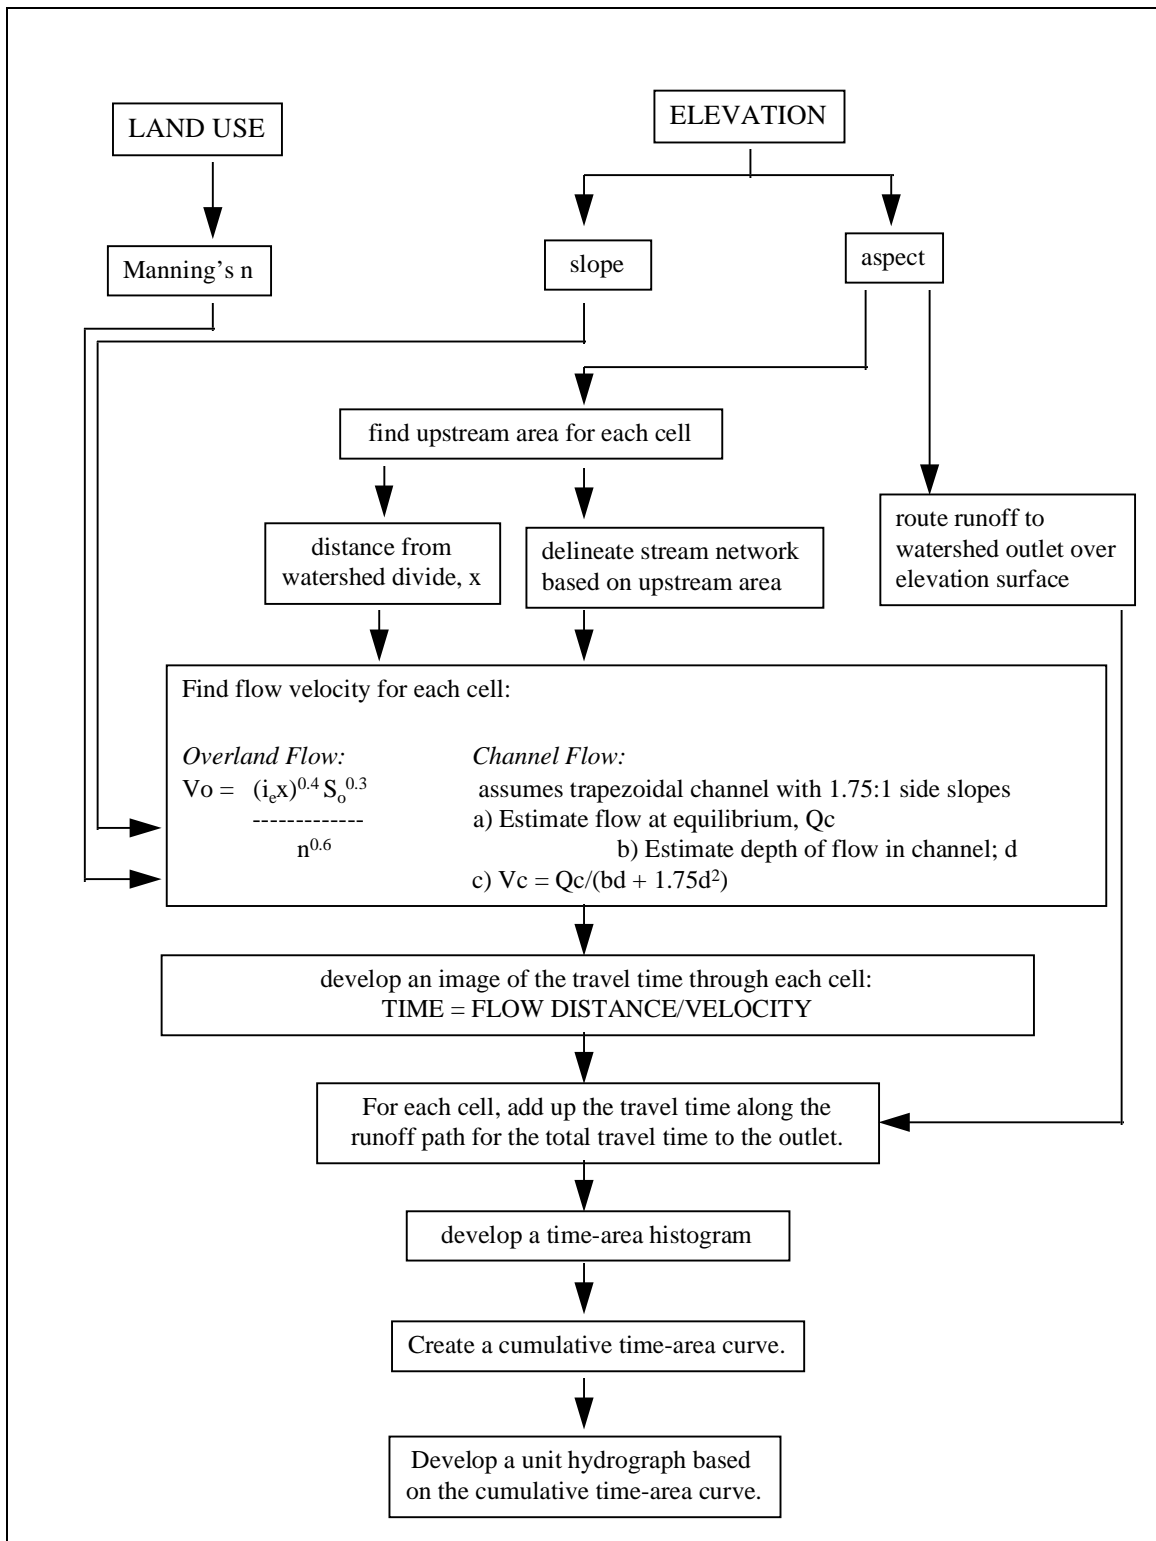 LAND USE
ELEVATION
Manning’s n
slope
aspect
find upstream area for each cell
distance from
watershed divide, x
delineate stream network
based on upstream area
route runoff to
watershed outlet over
elevation surface
Find flow velocity for each cell:
Overland Flow:
Vo = (iₑx)^0.4 Sₒ^0.3
-------------
n^0.6
Channel Flow:
assumes trapezoidal channel with 1.75:1 side slopes
a) Estimate flow at equilibrium, Qc
b) Estimate depth of flow in channel; d
c) Vc = Qc/(bd + 1.75d²)
develop an image of the travel time through each cell:
TIME = FLOW DISTANCE/VELOCITY
For each cell, add up the travel time along the
runoff path for the total travel time to the outlet.
develop a time-area histogram
Create a cumulative time-area curve.
Develop a unit hydrograph based
on the cumulative time-area curve.